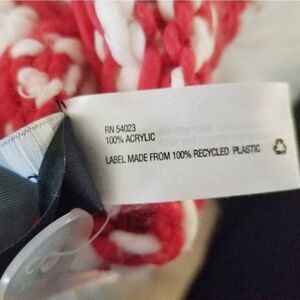 RN 54023
100% ACRYLIC
LABEL MADE FROM 100% RECYCLED PLASTIC